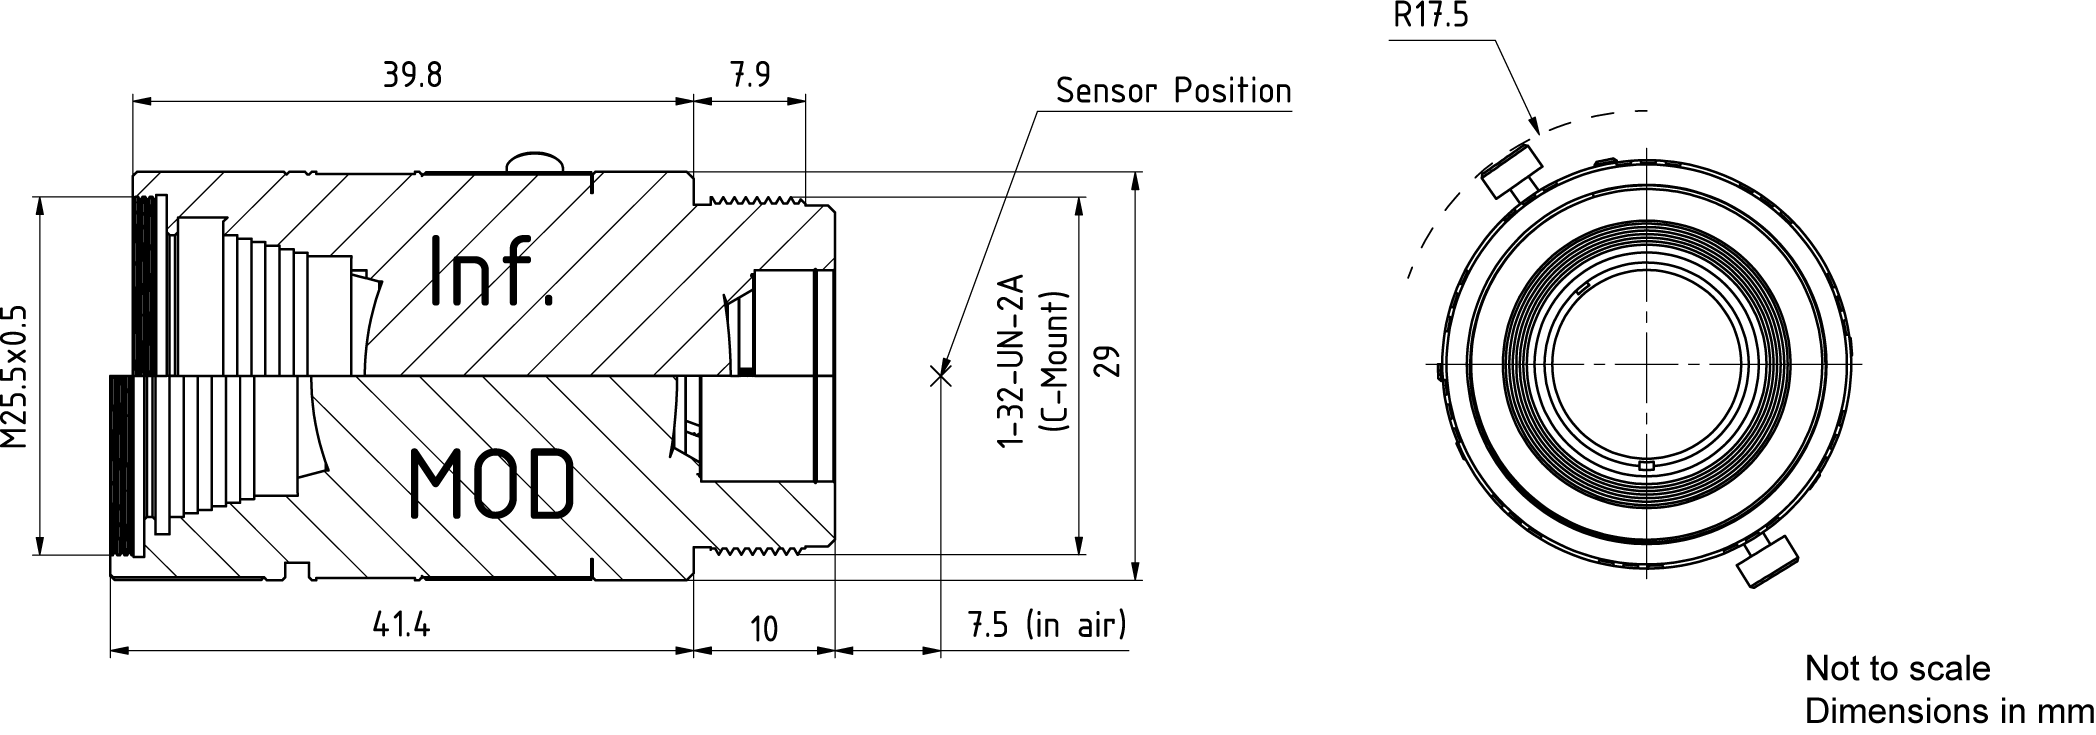 R17.5
39.8
7.9
Sensor Position
Inf.
M25.5x0.5
1-32-UN-2A
(C-Mount)
29
MOD
41.4
10
7.5 (in air)
Not to scale
Dimensions in mm